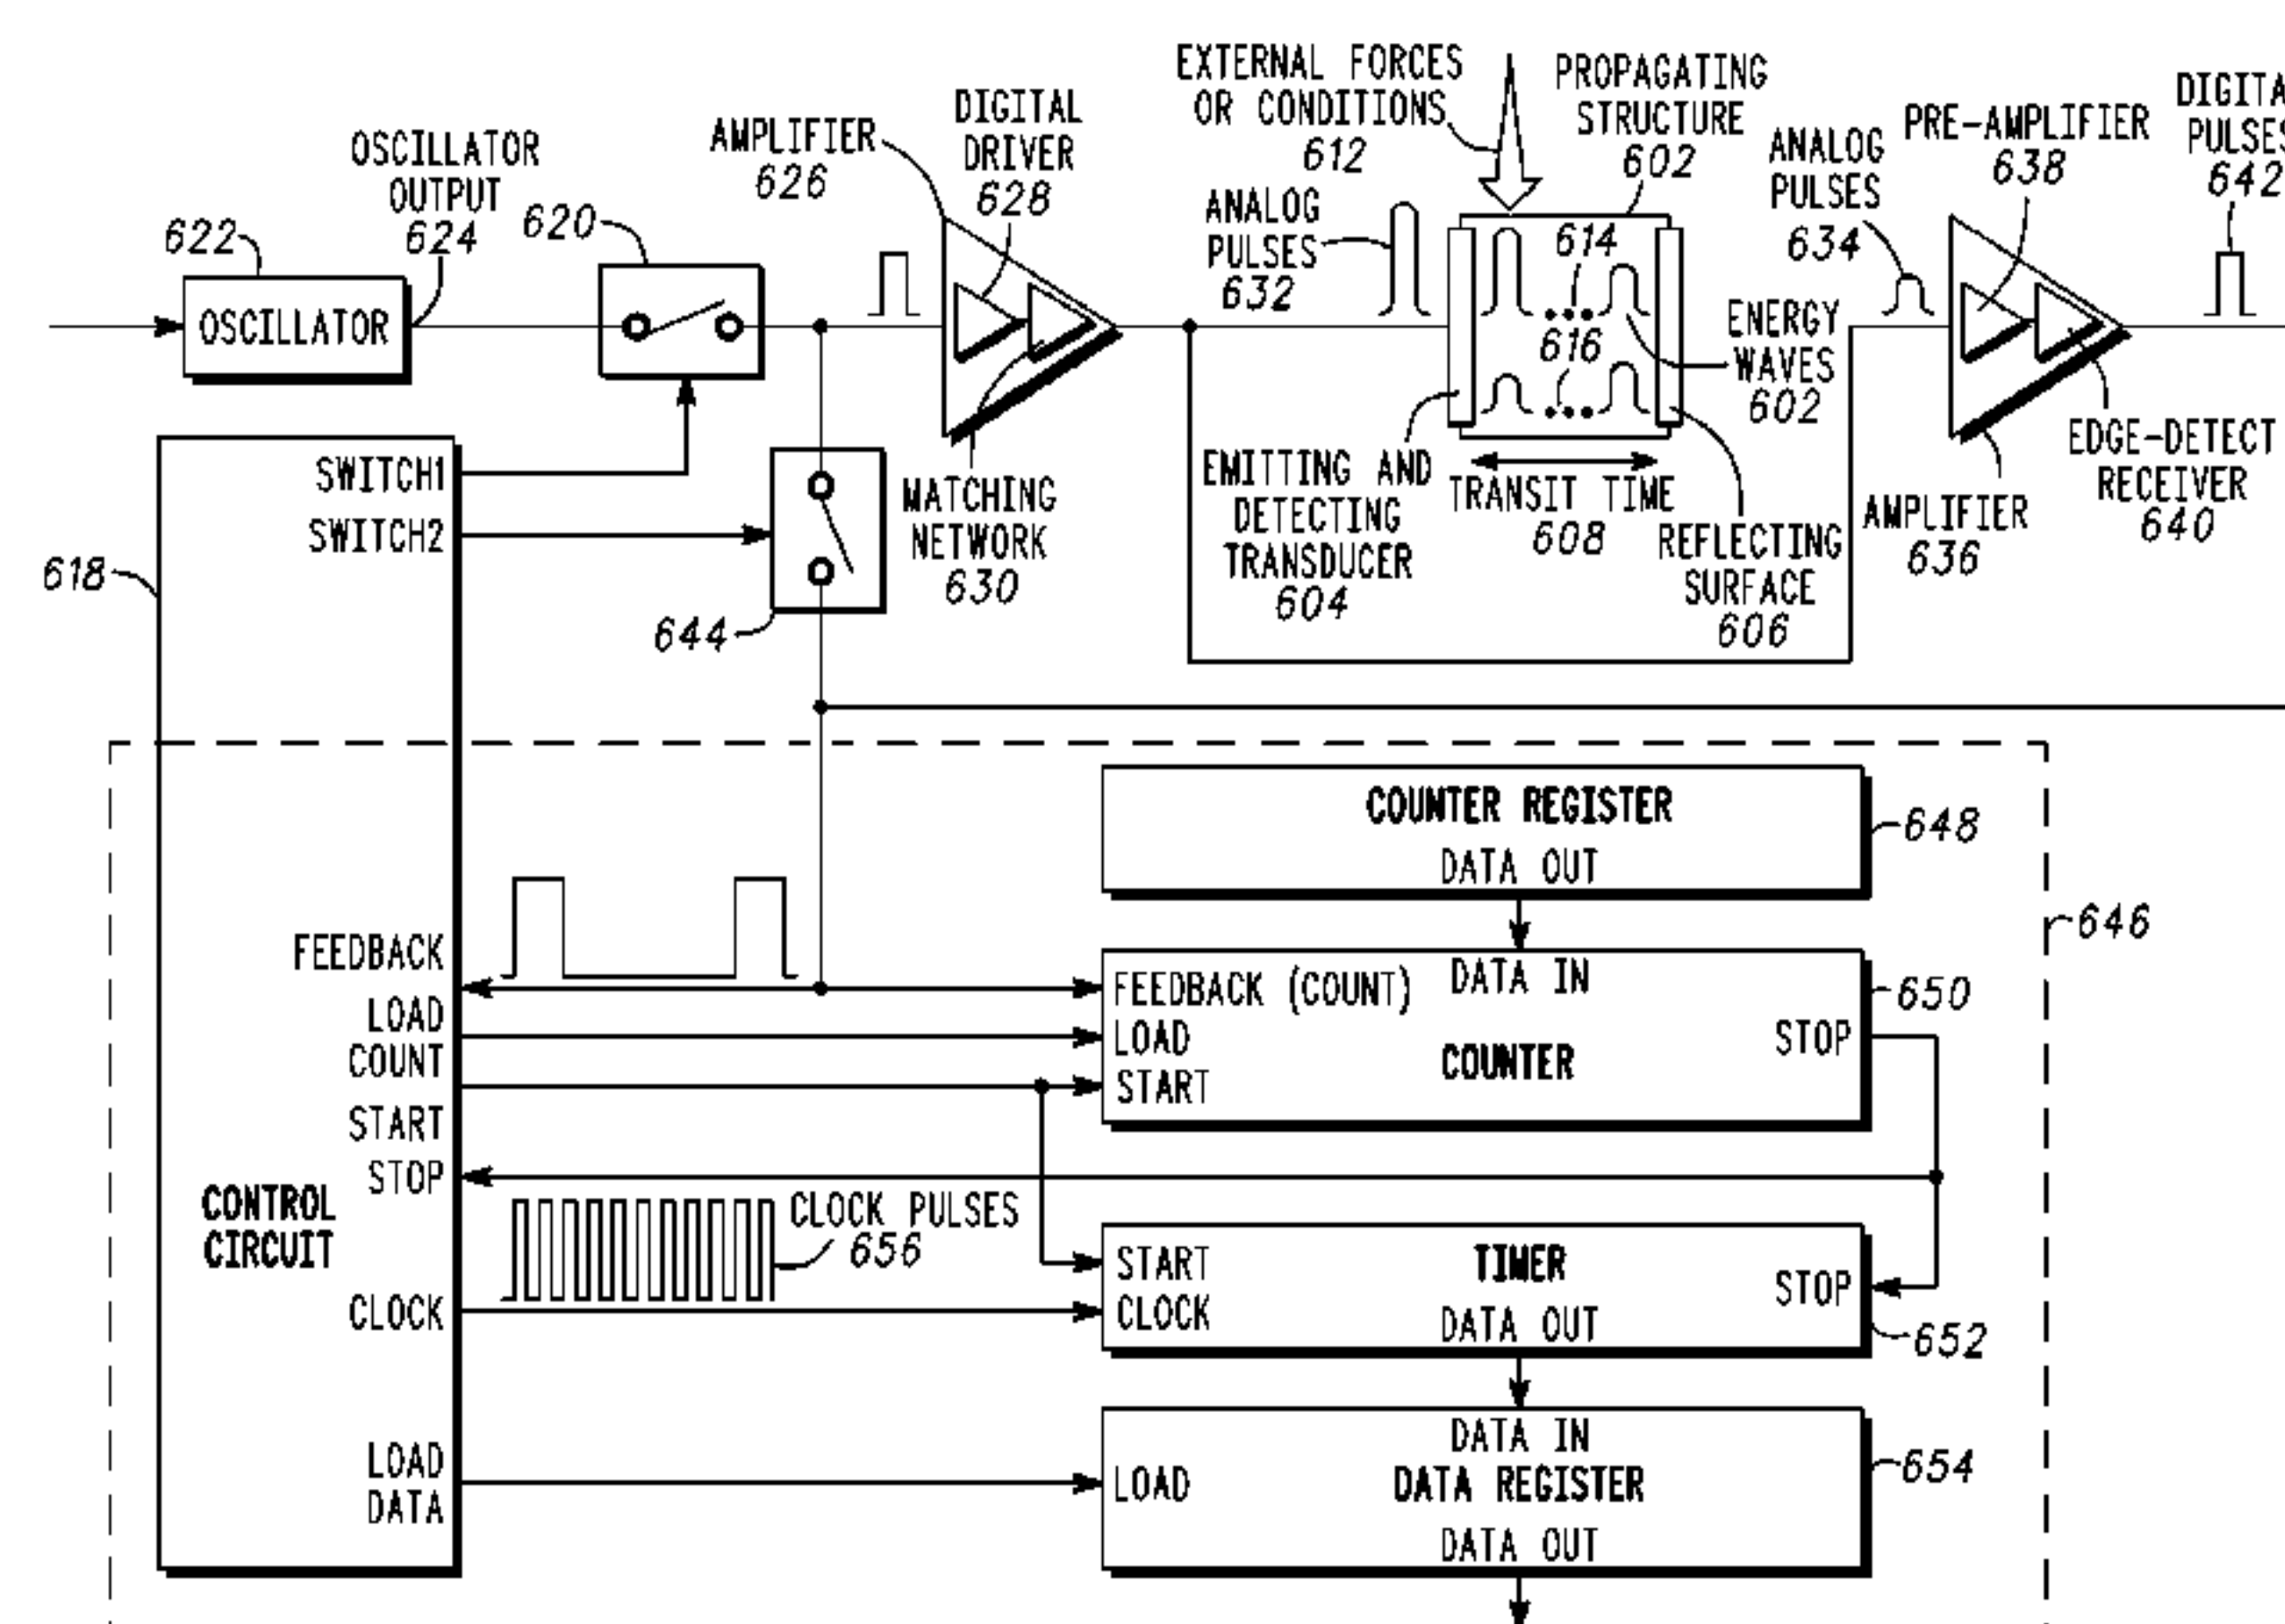 EXTERNAL FORCES
OR CONDITIONS
612
PROPAGATING
STRUCTURE
602
DIGITA
PULSES
642
PRE-AMPLIFIER
638
ANALOG
PULSES
634
DIGITAL
DRIVER
628
AMPLIFIER
626
OSCILLATOR
OUTPUT
624
622
620
ANALOG
PULSES
632
614
616
OSCILLATOR
ENERGY
WAVES
602
SWITCH1
SWITCH2
618
644
MATCHING
NETWORK
630
EMITTING AND
DETECTING
TRANSDUCER
604
TRANSIT TIME
608
REFLECTING
SURFACE
606
AMPLIFIER
636
EDGE-DETECT
RECEIVER
640
COUNTER REGISTER
DATA OUT
648
646
FEEDBACK
LOAD
COUNT
START
STOP
CONTROL
CIRCUIT
CLOCK
LOAD
DATA
FEEDBACK (COUNT)
DATA IN
LOAD
COUNTER
START
STOP
650
CLOCK PULSES
656
START
TIMER
STOP
CLOCK
DATA OUT
652
DATA IN
LOAD
DATA REGISTER
DATA OUT
654